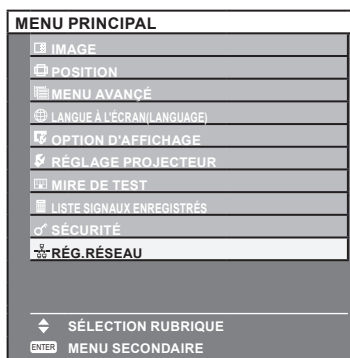 MENU PRINCIPAL
IMAGE
POSITION
MENU AVANÇÉ
LANGUE À L'ÉCRAN(LANGUAGE)
OPTION D'AFFICHAGE
RÉGLAGE PROJECTEUR
MIRE DE TEST
LISTE SIGNAUX ENREGISTRÉS
SÉCURITÉ
RÉG.RÉSEAU
SÉLECTION RUBRIQUE
ENTER MENU SECONDAIRE